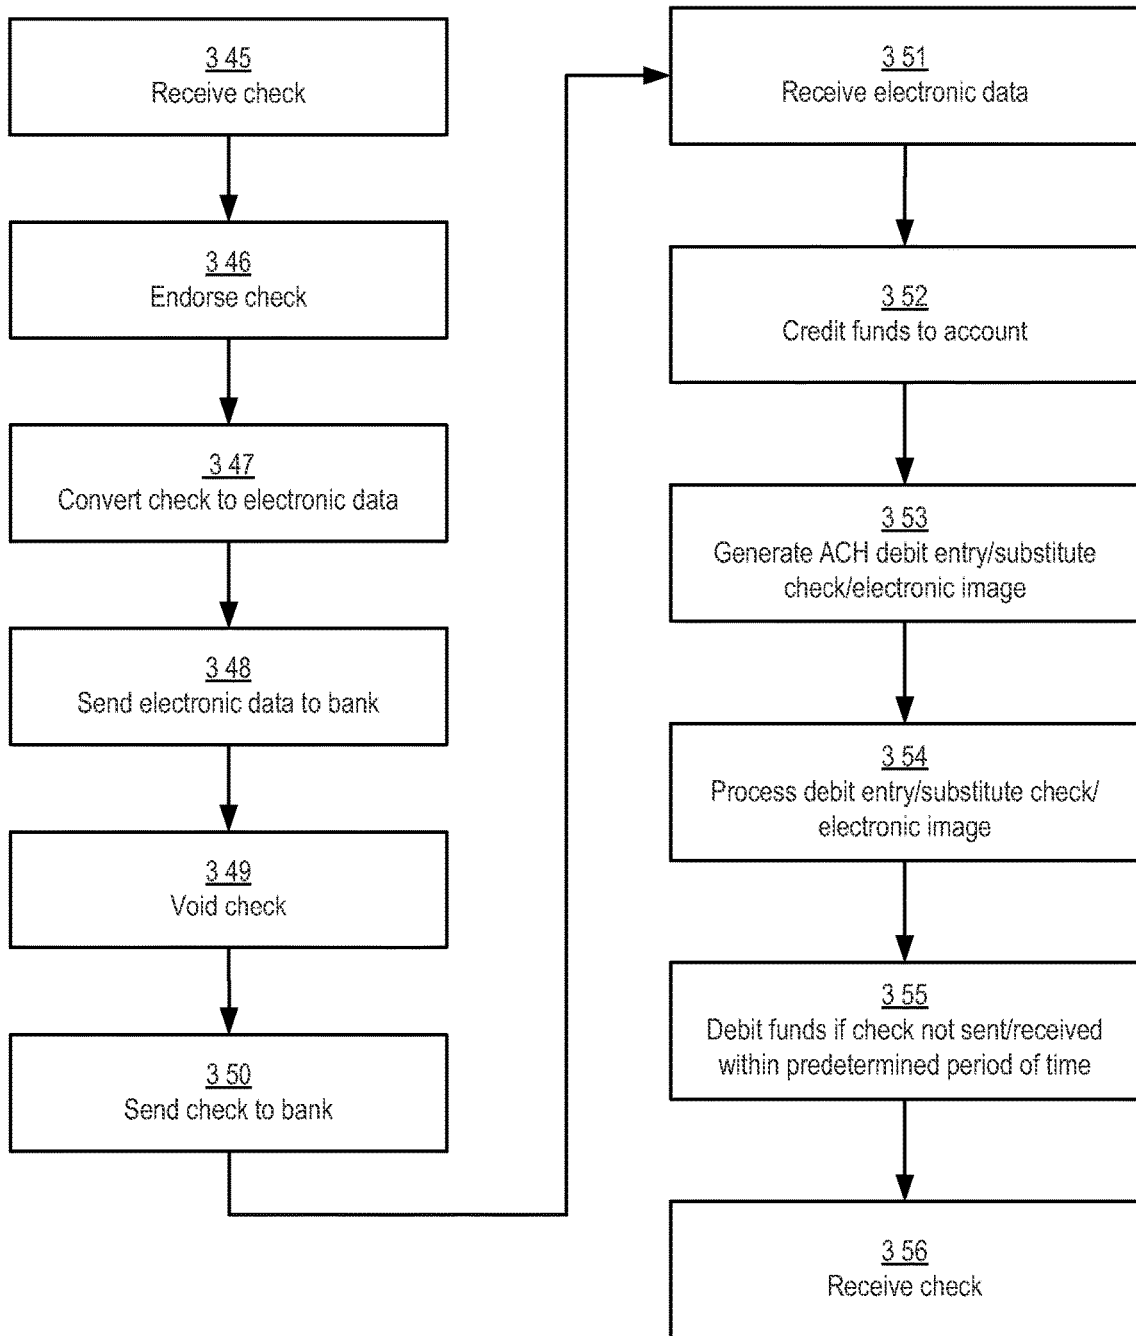 3 45
Receive check
3 46
Endorse check
3 47
Convert check to electronic data
3 48
Send electronic data to bank
3 49
Void check
3 50
Send check to bank
3 51
Receive electronic data
3 52
Credit funds to account
3 53
Generate ACH debit entry/substitute
check/electronic image
3 54
Process debit entry/substitute check/
electronic image
3 55
Debit funds if check not sent/received
within predetermined period of time
3 56
Receive check